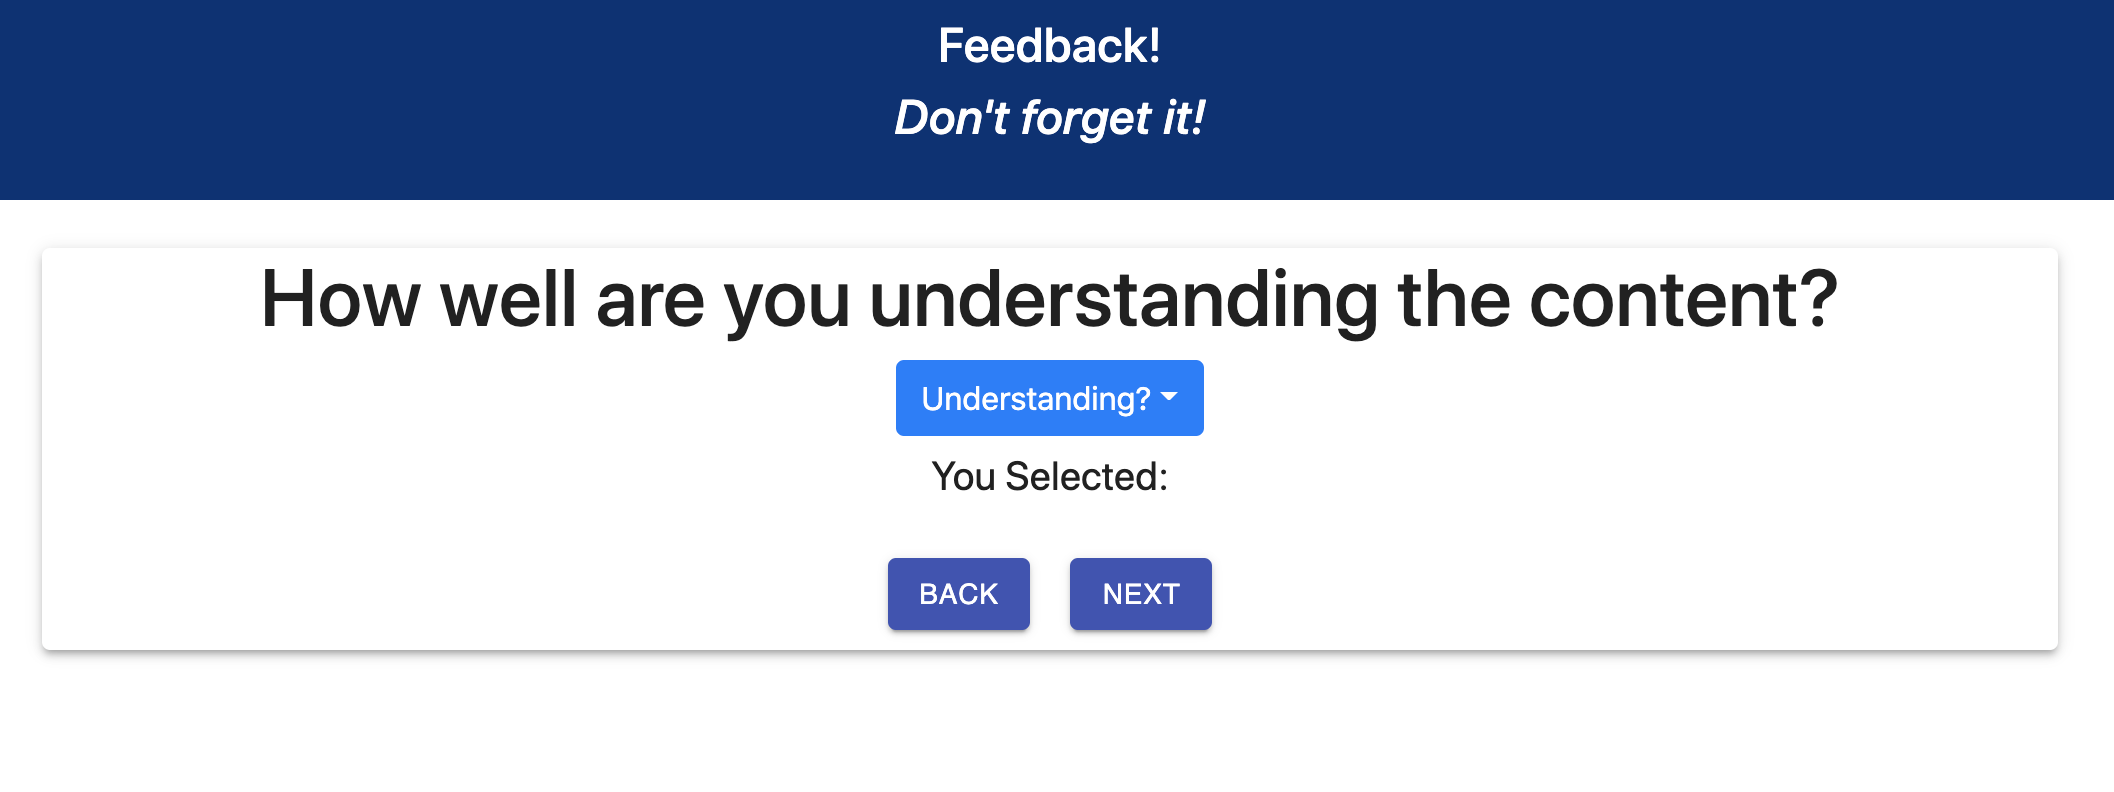 Feedback!
Don't forget it!
How well are you understanding the content?
Understanding?
You Selected:
BACK
NEXT